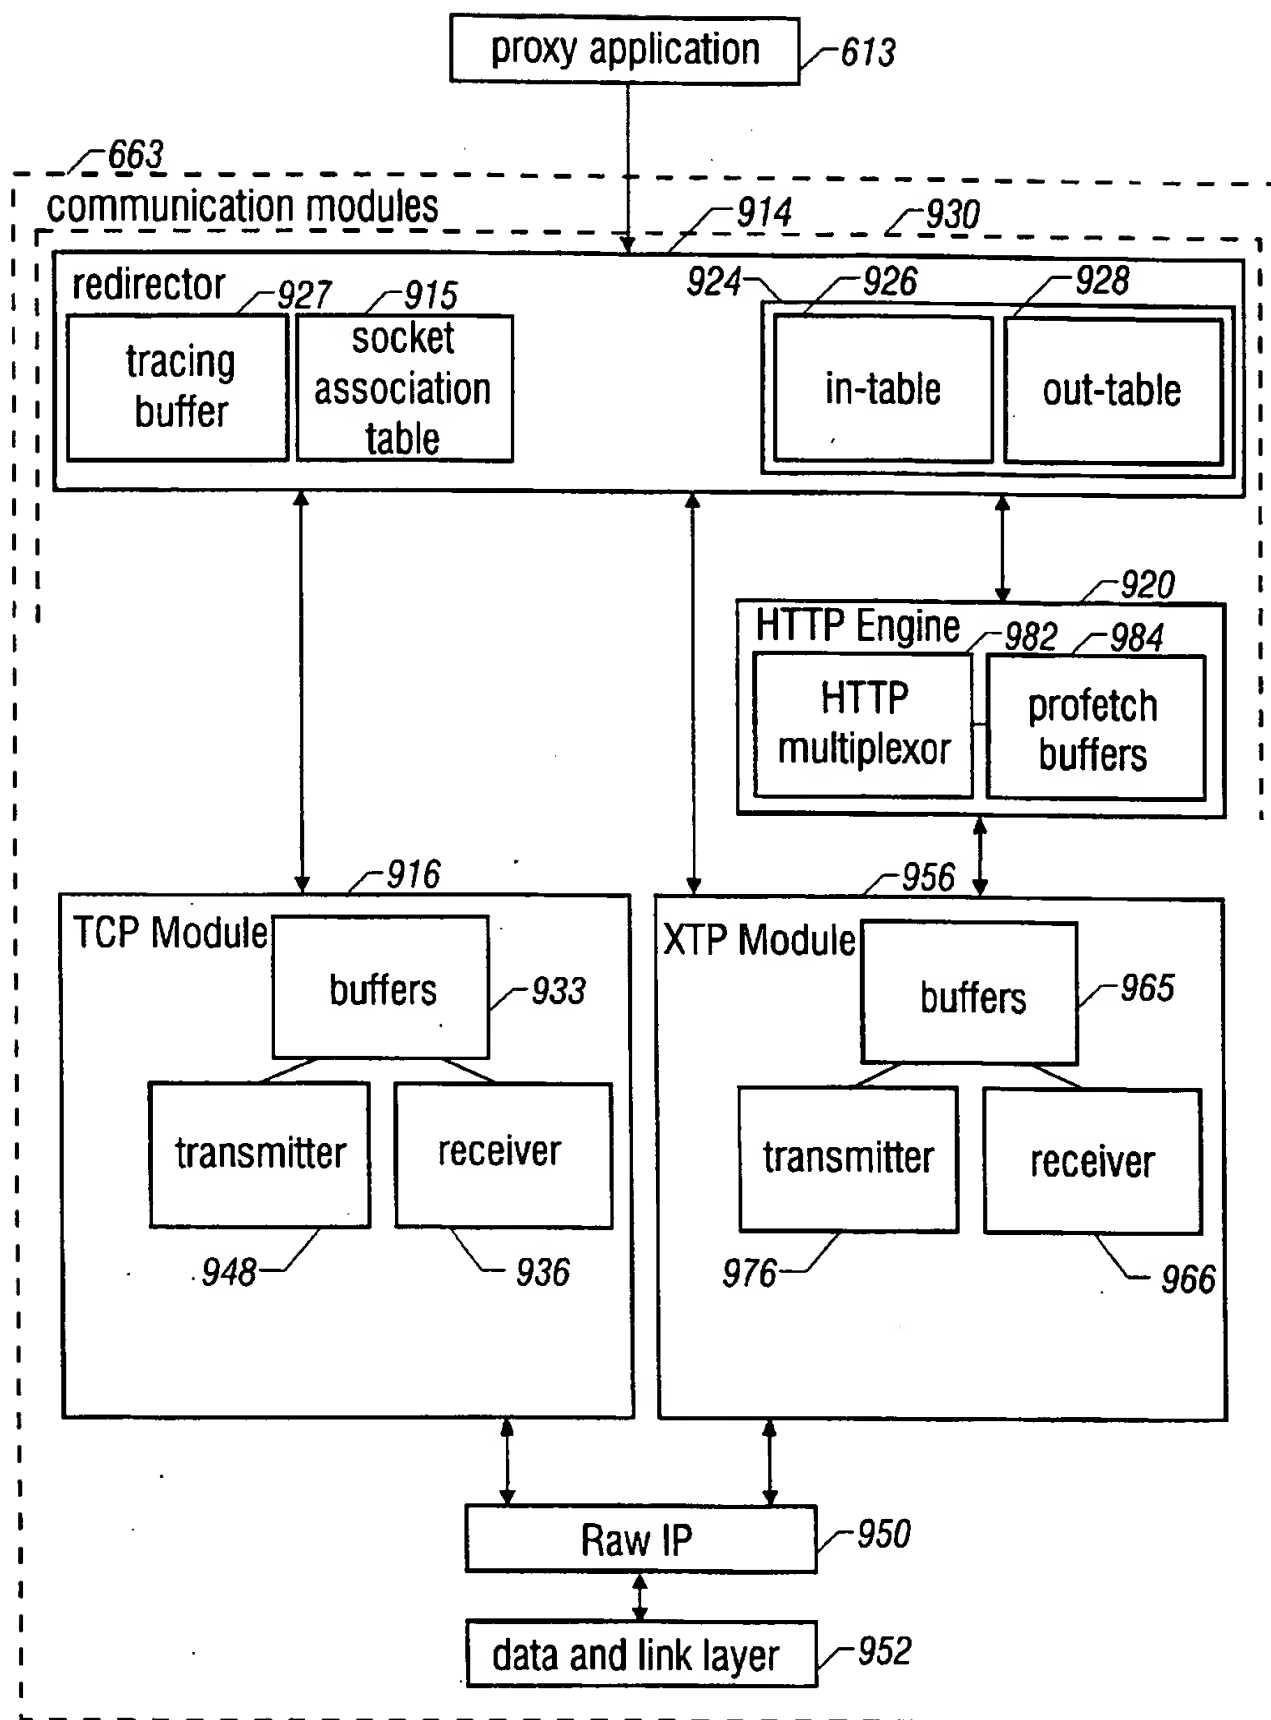 proxy application
613
663
communication modules
914
930
redirector
927
915
924
926
928
tracing
buffer
socket
association
table
in-table
out-table
920
HTTP Engine
982
984
HTTP
multiplexor
profetch
buffers
916
956
TCP Module
buffers
933
XTP Module
buffers
965
transmitter
receiver
transmitter
receiver
948
936
976
966
Raw IP
950
data and link layer
952